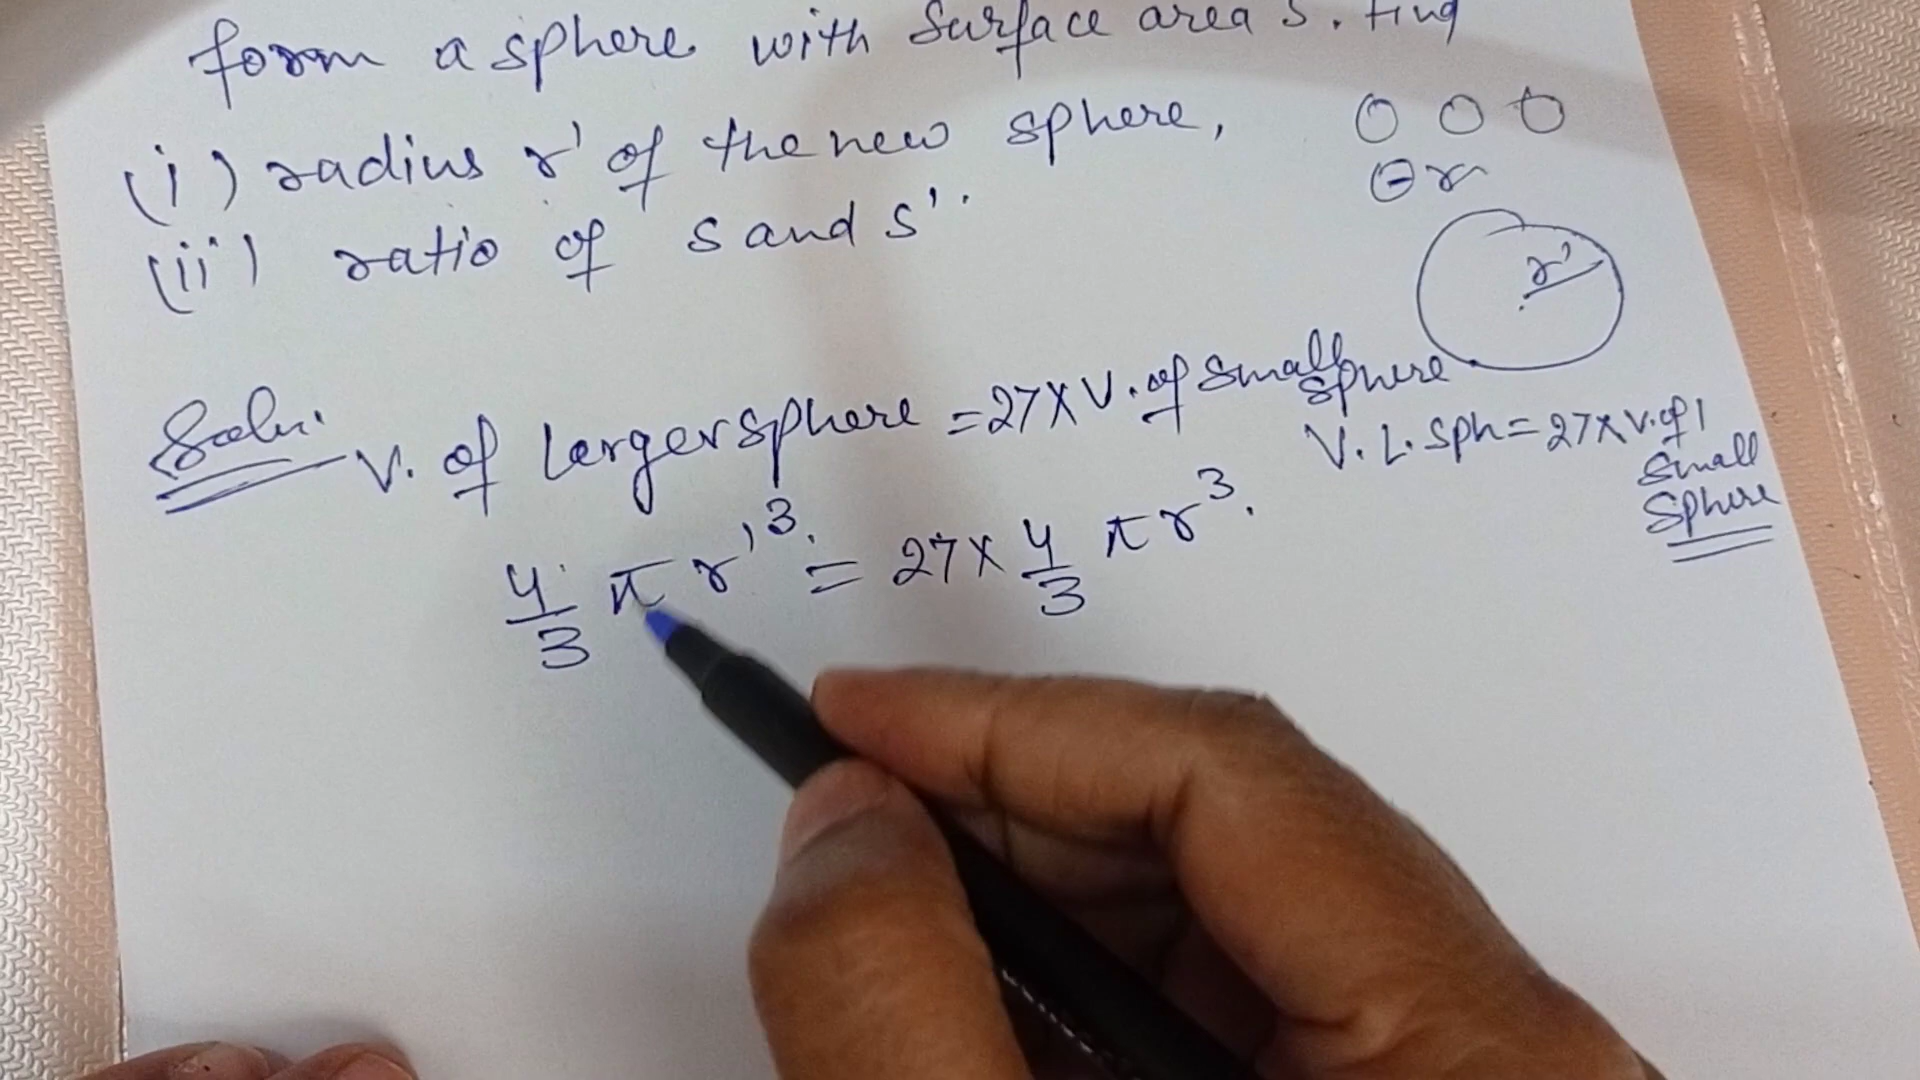 form a sphere with surface area S'. Find
(i) radius r' of the new sphere,
(ii) ratio of S and S'.
r
r'
Soln.
V. of larger sphere = 27 x V. of small sphere
V. L. sph = 27 x V. of 1
small
sphere
4/3 π r'³ = 27 x 4/3 π r³.